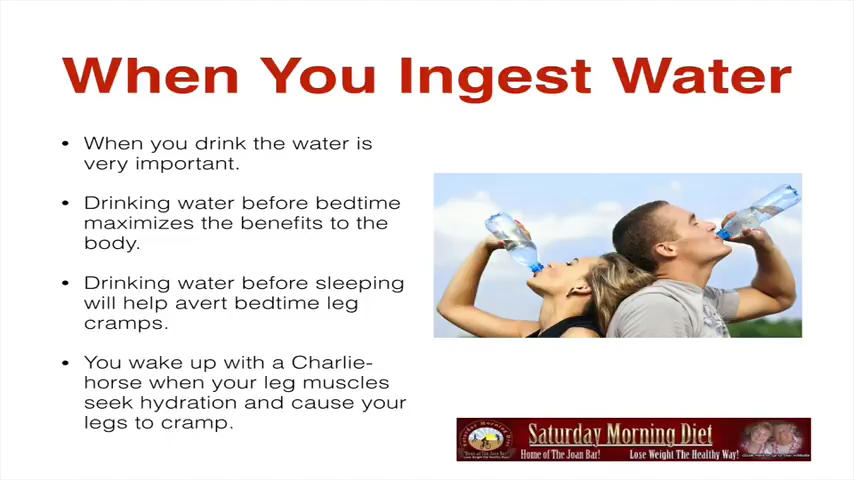 When You Ingest Water
• When you drink the water is
very important.
• Drinking water before bedtime
maximizes the benefits to the
body.
• Drinking water before sleeping
will help avert bedtime leg
cramps.
• You wake up with a Charlie-
horse when your leg muscles
seek hydration and cause your
legs to cramp.
Saturday Morning Diet
Home of The Joan Bar! Lose Weight The Healthy Way!